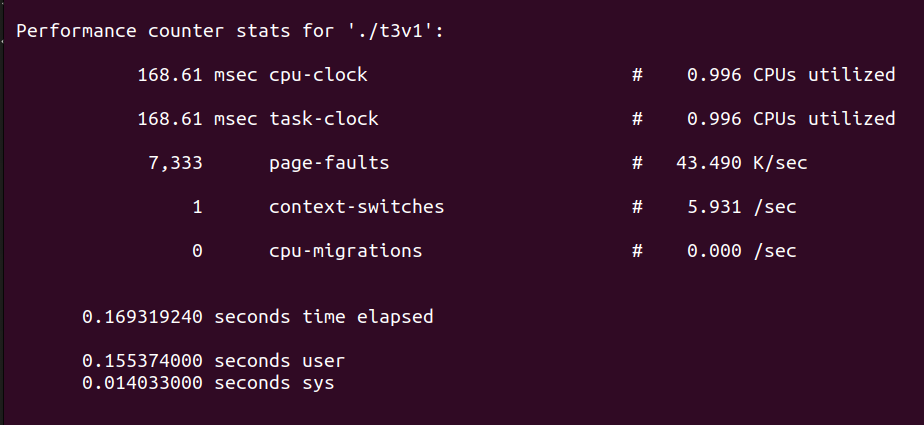 Performance counter stats for './t3v1':
168.61 msec cpu-clock # 0.996 CPUs utilized
168.61 msec task-clock # 0.996 CPUs utilized
7,333 page-faults # 43.490 K/sec
1 context-switches # 5.931 /sec
0 cpu-migrations # 0.000 /sec
0.169319240 seconds time elapsed
0.155374000 seconds user
0.014033000 seconds sys